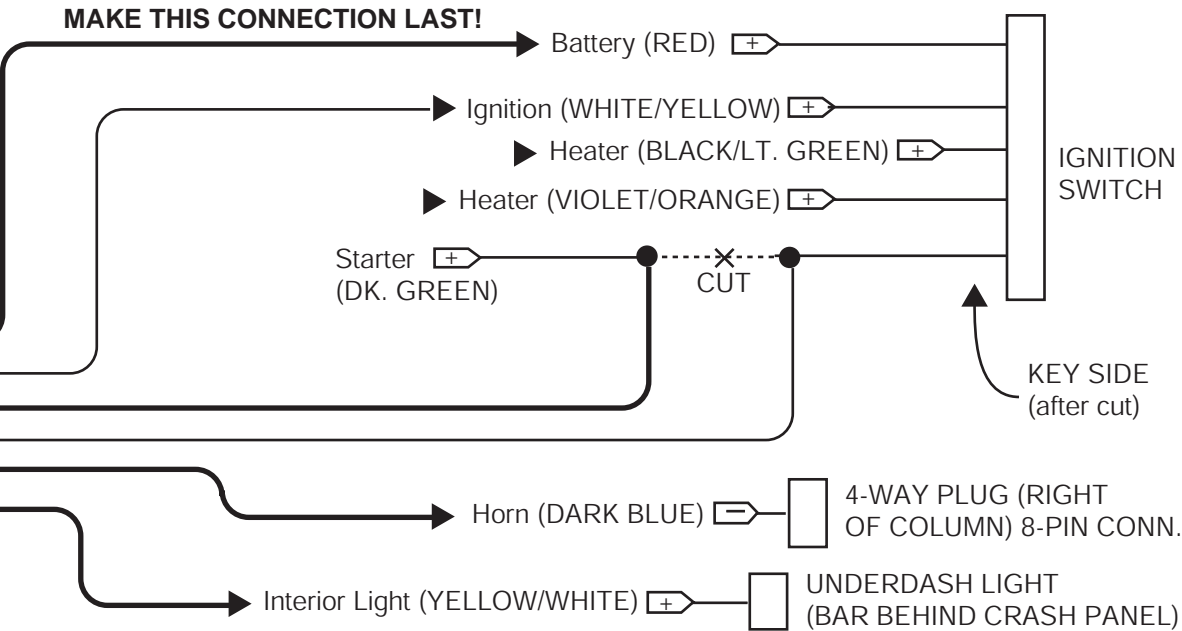 MAKE THIS CONNECTION LAST!
Battery (RED) +
Ignition (WHITE/YELLOW) +
Heater (BLACK/LT. GREEN) +
Heater (VIOLET/ORANGE) +
IGNITION
SWITCH
Starter +
(DK. GREEN)
CUT
KEY SIDE
(after cut)
Horn (DARK BLUE) −
4-WAY PLUG (RIGHT
OF COLUMN) 8-PIN CONN.
Interior Light (YELLOW/WHITE) +
UNDERDASH LIGHT
(BAR BEHIND CRASH PANEL)